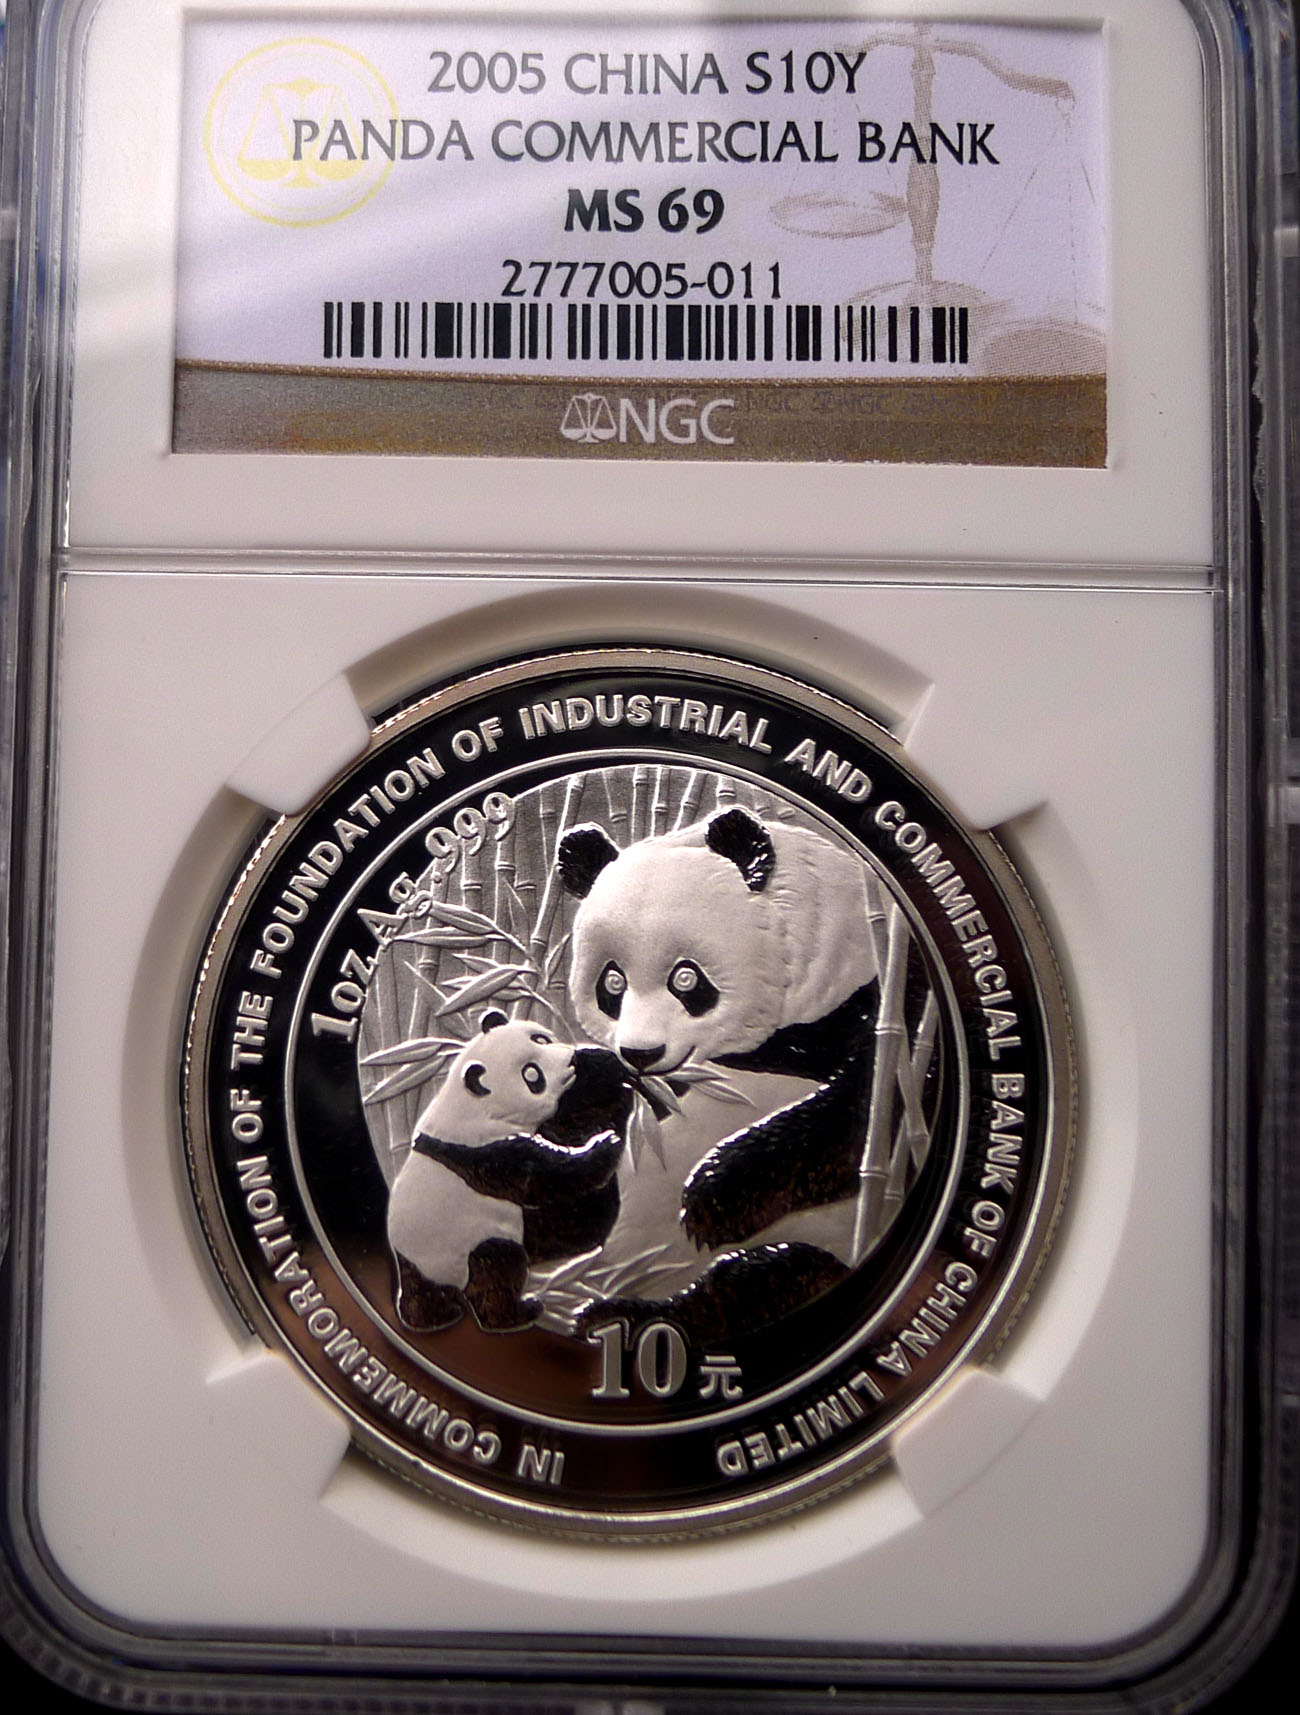 2005 CHINA S10Y
PANDA COMMERCIAL BANK
MS 69
2777005-011
NGC
IN COMMEMORATION OF THE FOUNDATION OF INDUSTRIAL AND COMMERCIAL BANK OF CHINA LIMITED
1oz Ag.999
10元